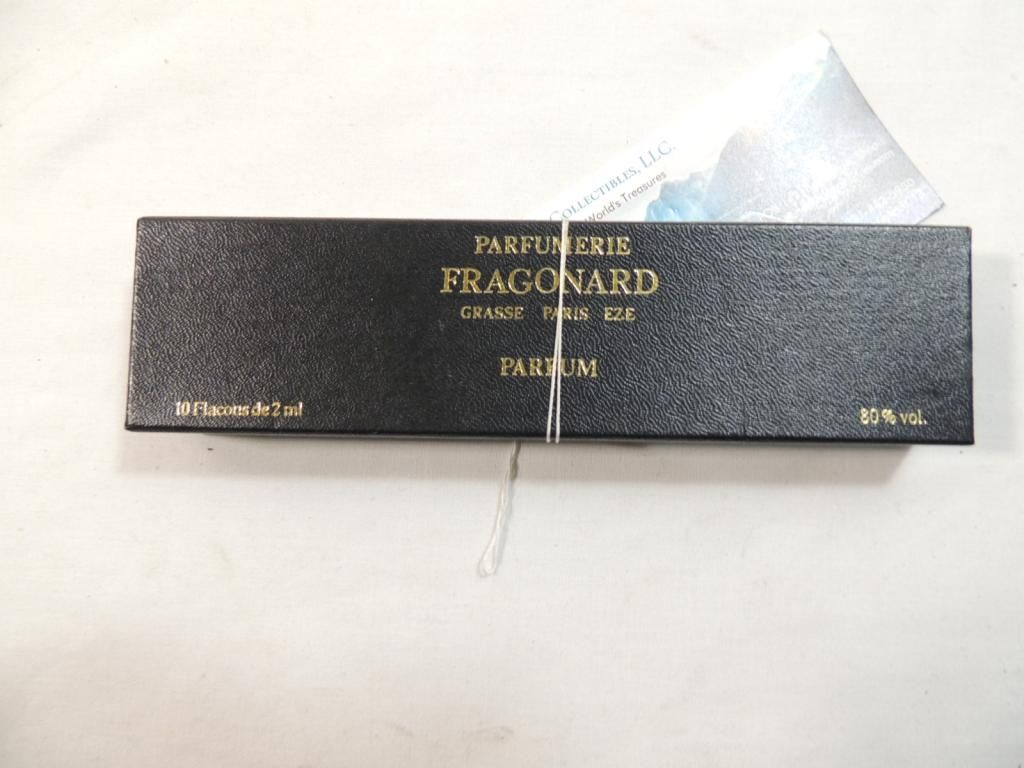 COLLECTIBLES, LLC.
World's Treasures
PARFUMERIE
FRAGONARD
GRASSE PARIS EZE
PARFUM
10 Flacons de 2 ml
80 % vol.